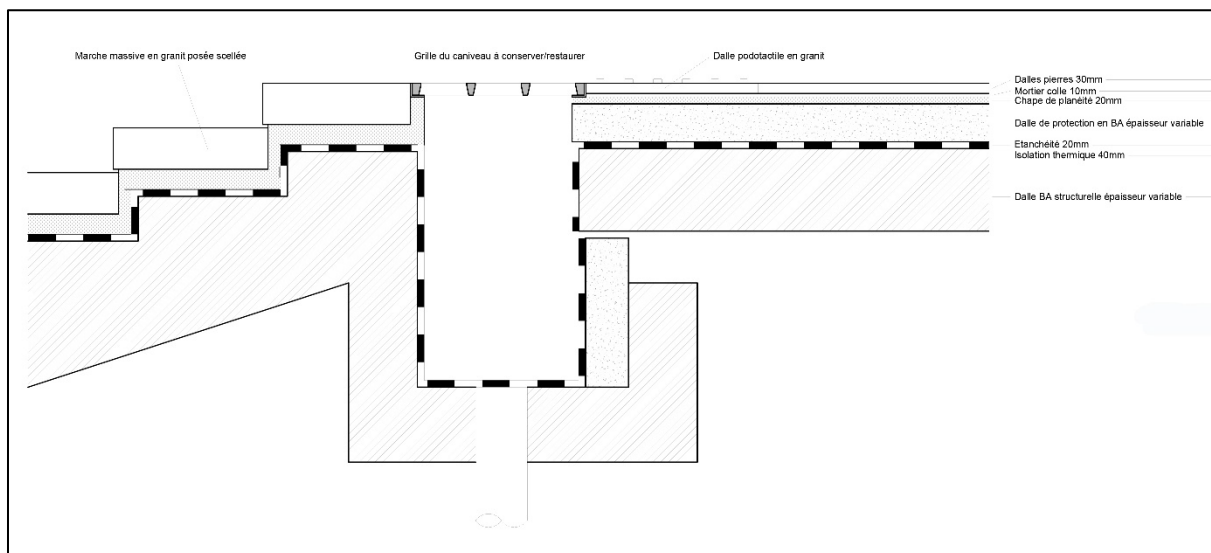 Marche massive en granit posée scellée
Grille du caniveau à conserver/restaurer
Dalle podotactile en granit
Dalles pierres 30mm
Mortier colle 10mm
Chape de planéité 20mm
Dalle de protection en BA épaisseur variable
Etanchéité 20mm
Isolation thermique 40mm
Dalle BA structurelle épaisseur variable